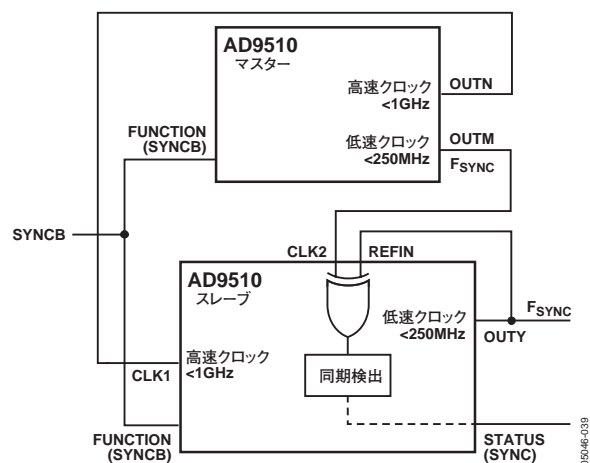 AD9510
マスター
高速クロック
<1GHz
OUTN
低速クロック
<250MHz
OUTM
FSYNC
FUNCTION
(SYNCB)
SYNCB
CLK2
REFIN
AD9510
スレーブ
低速クロック
<250MHz
FSYNC
OUTY
高速クロック
<1GHz
CLK1
同期検出
FUNCTION
(SYNCB)
STATUS
(SYNC)
05046-039